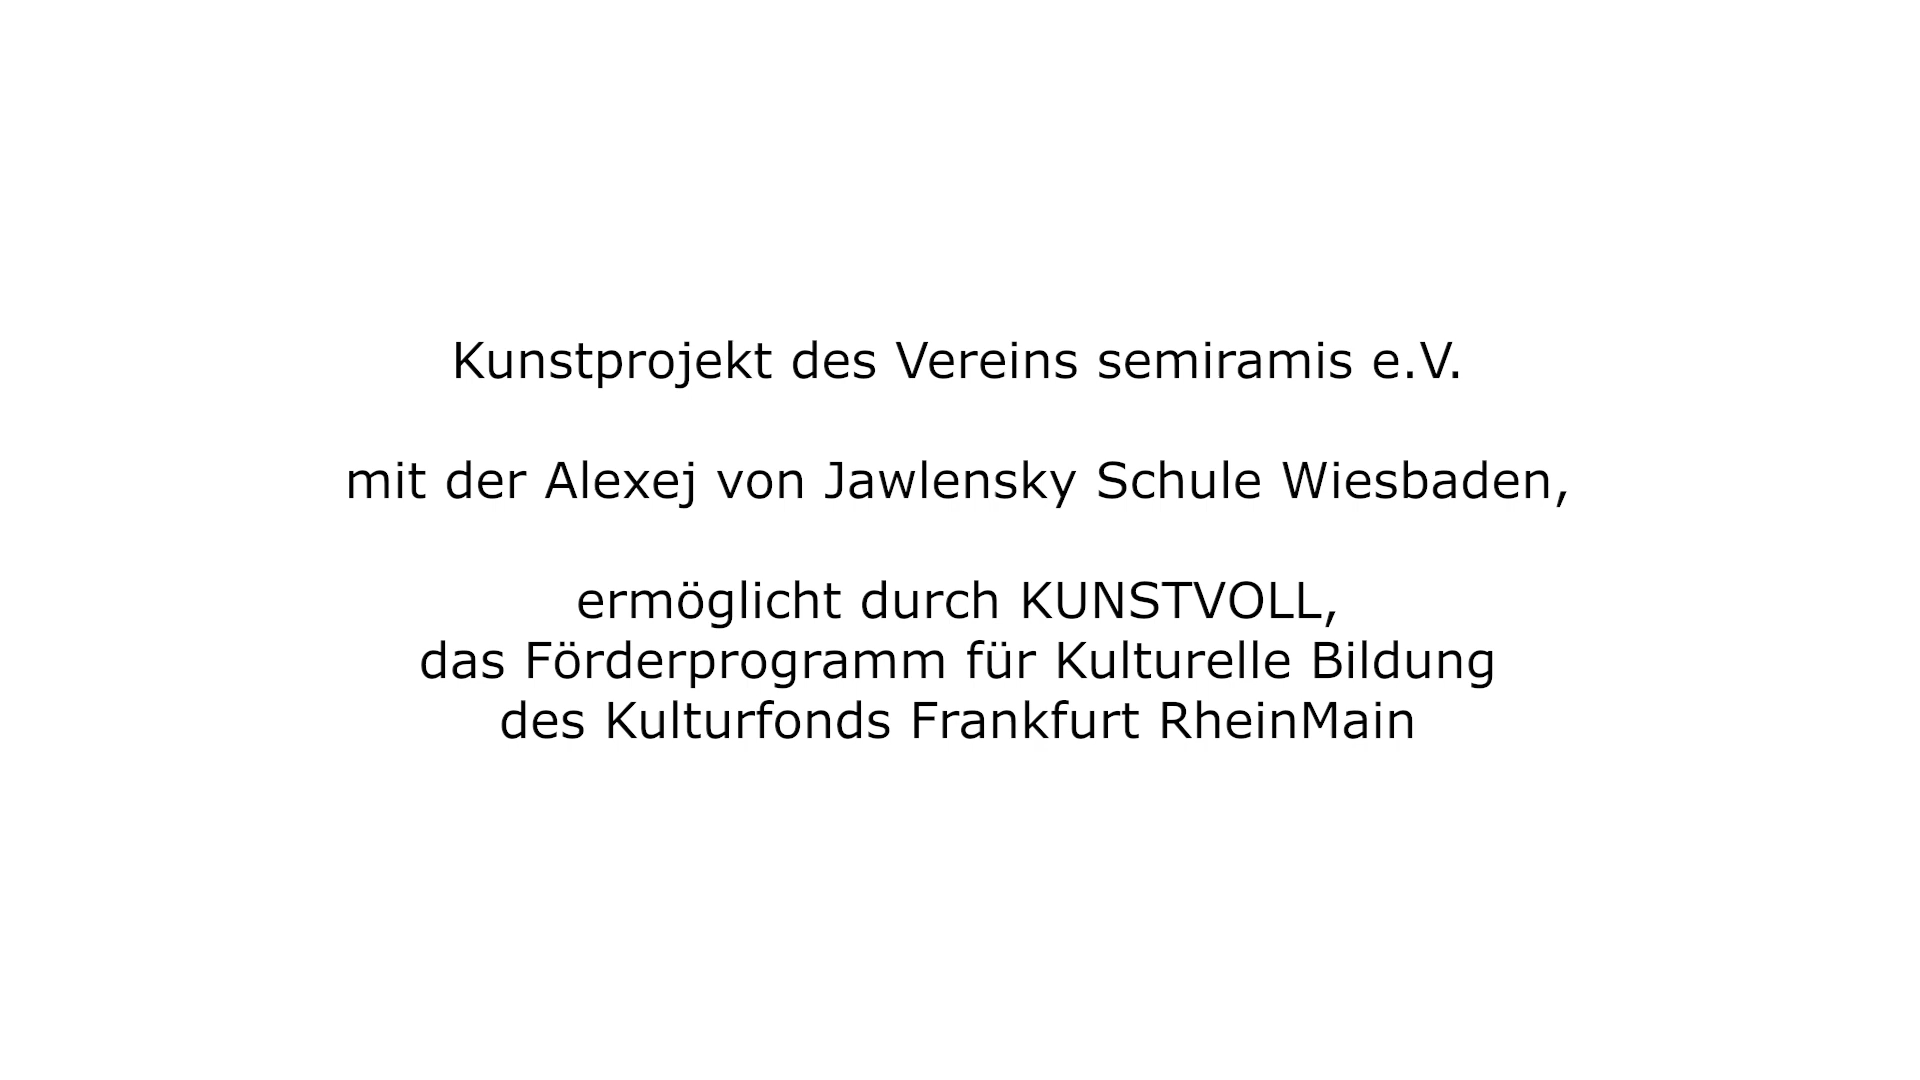 Kunstprojekt des Vereins semiramis e.V.
mit der Alexej von Jawlensky Schule Wiesbaden,
ermöglicht durch KUNSTVOLL,
das Förderprogramm für Kulturelle Bildung
des Kulturfonds Frankfurt RheinMain